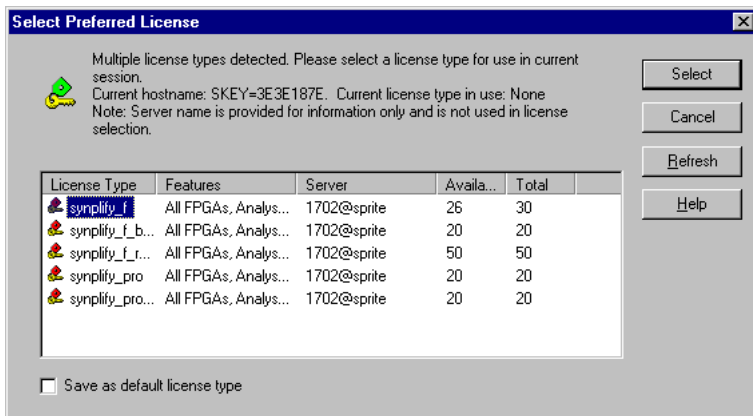 Select Preferred License
Multiple license types detected. Please select a license type for use in current
session.
Current hostname: SKEY=3E3E187E. Current license type in use: None
Note: Server name is provided for information only and is not used in license
selection.
Select
Cancel
Refresh
Help
License Type Features Server Availa... Total
synplify_f All FPGAs, Analys... 1702@sprite 26 30
synplify_f_b... All FPGAs, Analys... 1702@sprite 20 20
synplify_f_r... All FPGAs, Analys... 1702@sprite 50 50
synplify_pro All FPGAs, Analys... 1702@sprite 20 20
synplify_pro... All FPGAs, Analys... 1702@sprite 20 20
Save as default license type